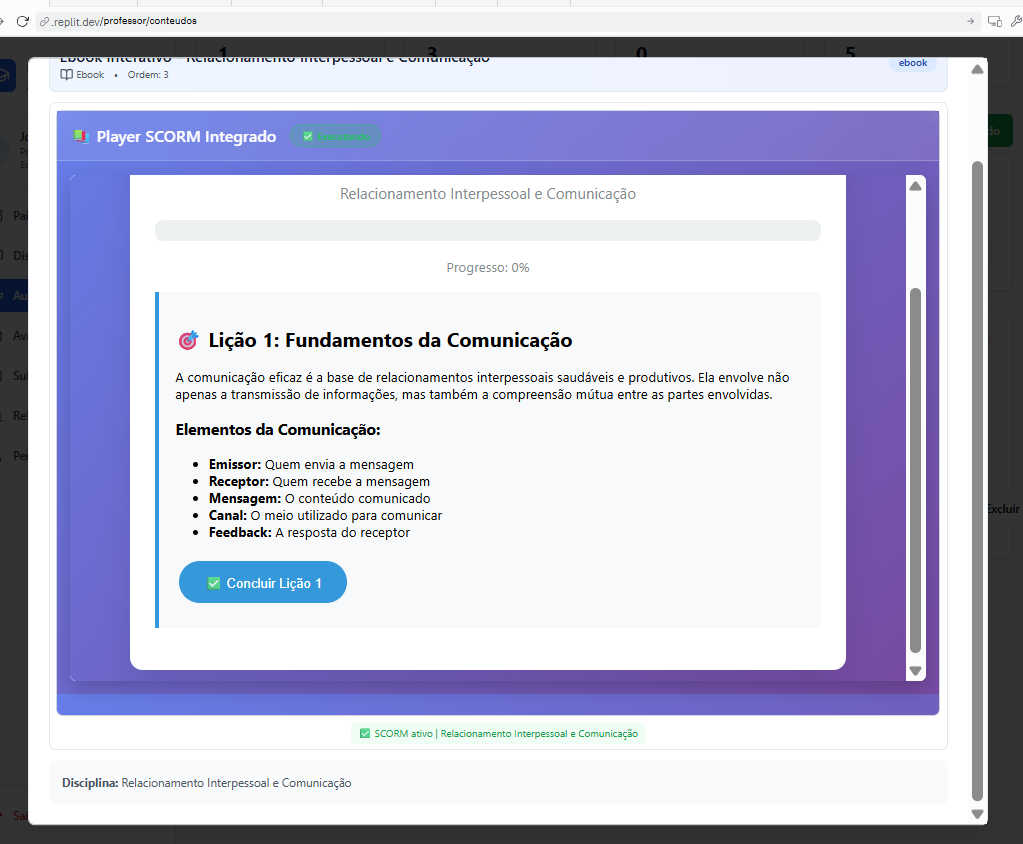 .replit.dev/professor/conteudos
1
3
0
5
Ebook Interativo - Relacionamento Interpessoal e Comunicação
ebook
Ebook • Ordem: 3
do
📚 Player SCORM Integrado
✅
Relacionamento Interpessoal e Comunicação
Progresso: 0%
🎯 Lição 1: Fundamentos da Comunicação
A comunicação eficaz é a base de relacionamentos interpessoais saudáveis e produtivos. Ela envolve não
apenas a transmissão de informações, mas também a compreensão mútua entre as partes envolvidas.
Elementos da Comunicação:
• Emissor: Quem envia a mensagem
• Receptor: Quem recebe a mensagem
• Mensagem: O conteúdo comunicado
• Canal: O meio utilizado para comunicar
• Feedback: A resposta do receptor
Excluir
✅ Concluir Lição 1
✅ SCORM ativo | Relacionamento Interpessoal e Comunicação
Disciplina: Relacionamento Interpessoal e Comunicação